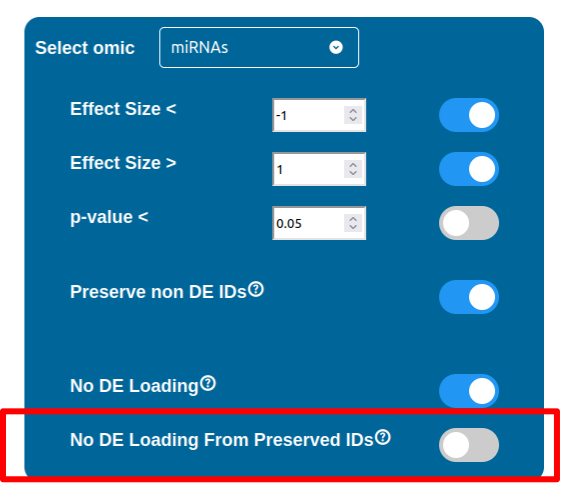 Select omic miRNAs
Effect Size < -1
Effect Size > 1
p-value < 0.05
Preserve non DE IDs?
No DE Loading?
No DE Loading From Preserved IDs?